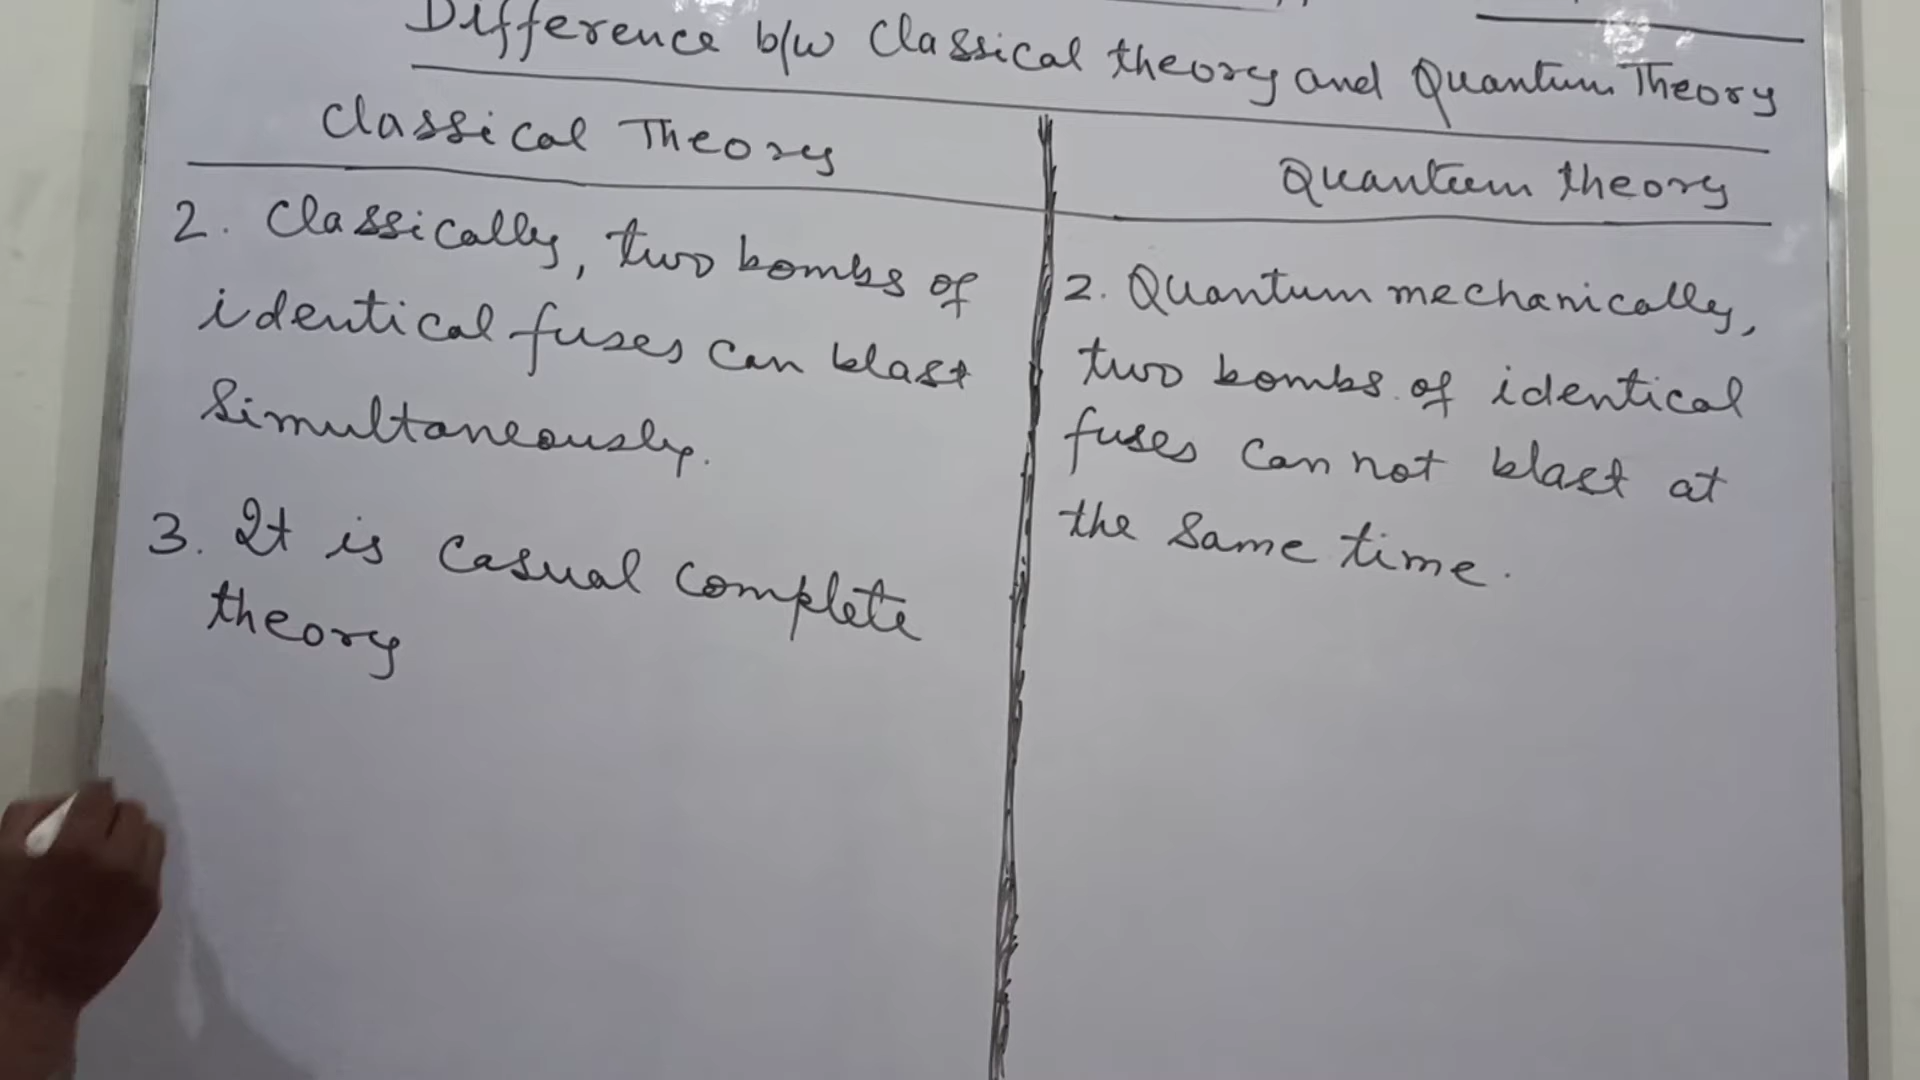 Difference b/w Classical theory and Quantum Theory
Classical Theory
2. Classically, two bombs of
identical fuses can blast
Simultaneously.
3. It is Casual complete
theory
Quantum theory
2. Quantum mechanically,
two bombs of identical
fuses can not blast at
the same time.